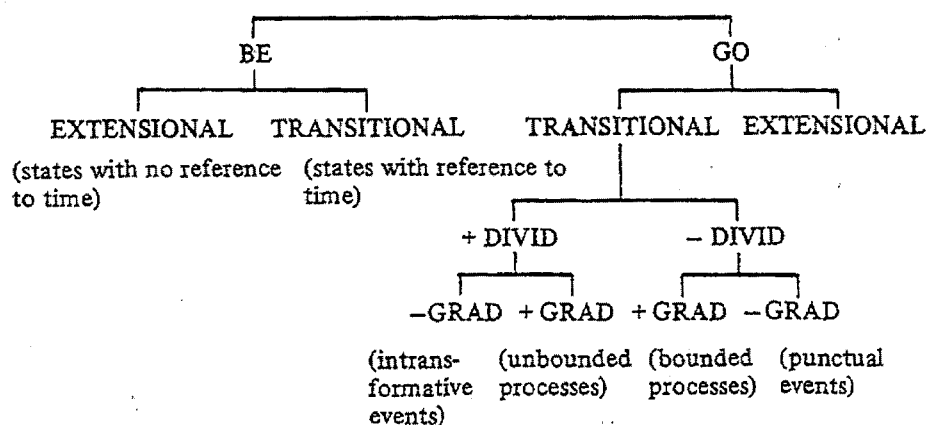 BE GO
EXTENSIONAL TRANSITIONAL TRANSITIONAL EXTENSIONAL
(states with no reference (states with reference to
to time) time)
+ DIVID − DIVID
−GRAD + GRAD + GRAD −GRAD
(intrans- (unbounded (bounded (punctual
formative processes) processes) events)
events)